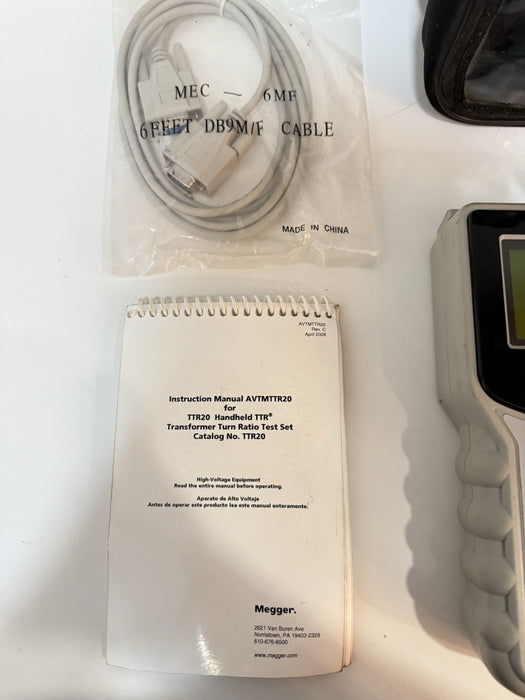 MEC — 6MF
6FEET DB9M/F CABLE
MADE IN CHINA
AVTMTTR20
Rev. C
April 2008
Instruction Manual AVTMTTR20
for
TTR20 Handheld TTR®
Transformer Turn Ratio Test Set
Catalog No. TTR20
High-Voltage Equipment
Read the entire manual before operating.
Aparato de Alto Voltaje
Antes de operar este producto lea este manual enteramente.
Megger.
2621 Van Buren Ave
Norristown, PA 19403-2329
610-676-8500
www.megger.com